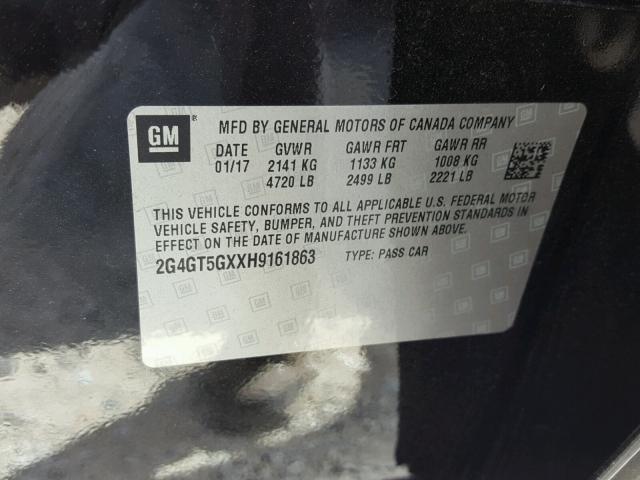 GM ® MFD BY GENERAL MOTORS OF CANADA COMPANY
DATE GVWR GAWR FRT GAWR RR
01/17 2141 KG 1133 KG 1008 KG
4720 LB 2499 LB 2221 LB
THIS VEHICLE CONFORMS TO ALL APPLICABLE U.S. FEDERAL MOTOR
VEHICLE SAFETY, BUMPER, AND THEFT PREVENTION STANDARDS IN
EFFECT ON THE DATE OF MANUFACTURE SHOWN ABOVE.
2G4GT5GXXH9161863 TYPE: PASS CAR